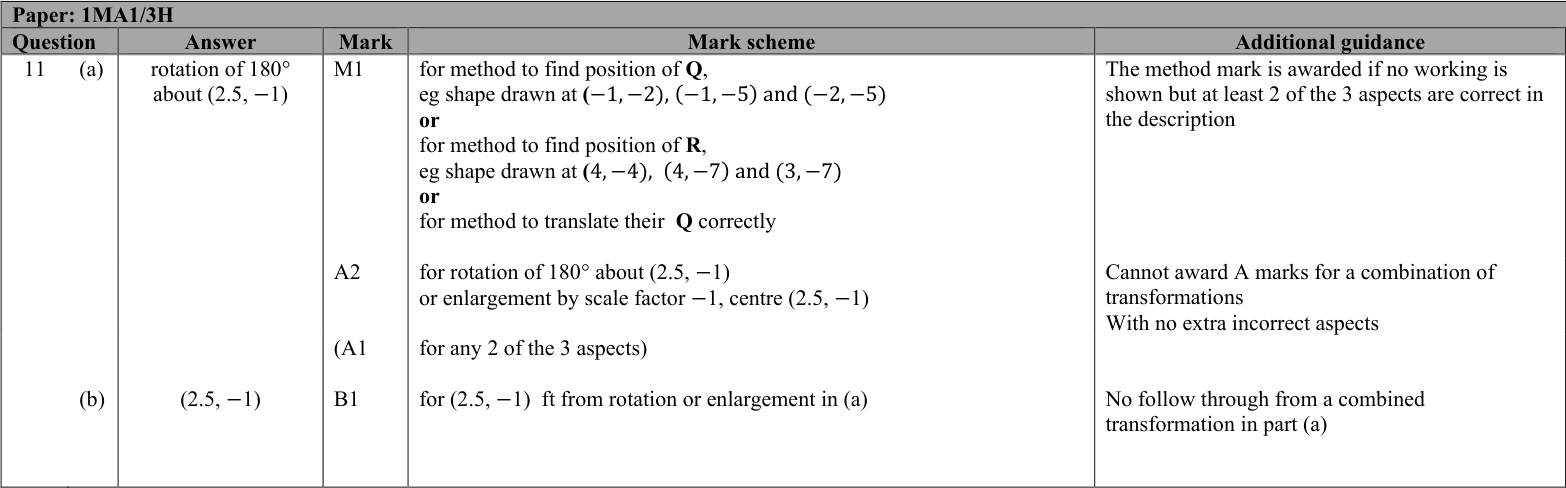 Paper: 1MA1/3H
Question Answer Mark Mark scheme Additional guidance
11 (a) rotation of 180° M1 for method to find position of Q, The method mark is awarded if no working is
about (2.5, −1) eg shape drawn at (−1, −2), (−1, −5) and (−2, −5) shown but at least 2 of the 3 aspects are correct in
or the description
for method to find position of R,
eg shape drawn at (4, −4), (4, −7) and (3, −7)
or
for method to translate their Q correctly
A2 for rotation of 180° about (2.5, −1) Cannot award A marks for a combination of
or enlargement by scale factor −1, centre (2.5, −1) transformations
With no extra incorrect aspects
(A1 for any 2 of the 3 aspects)
(b) (2.5, −1) B1 for (2.5, −1) ft from rotation or enlargement in (a) No follow through from a combined
transformation in part (a)